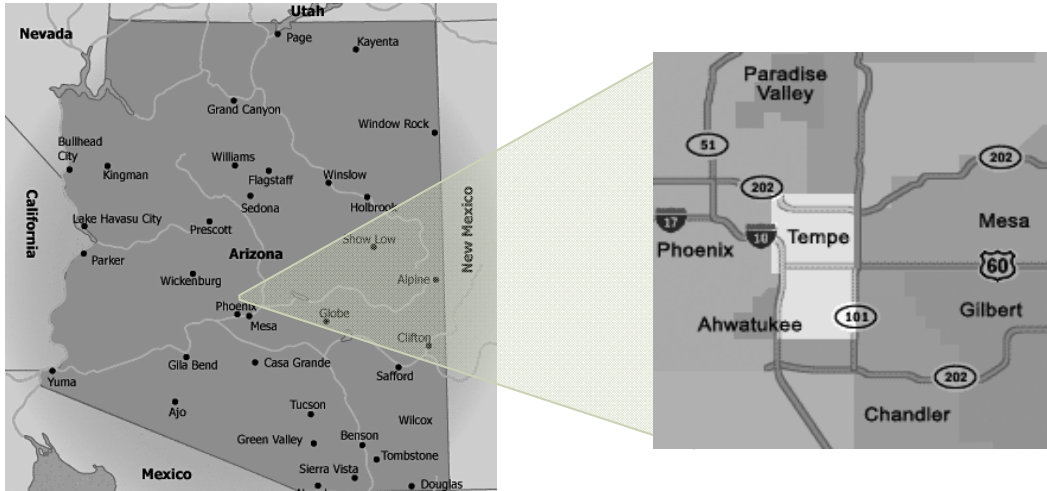 Utah
Nevada
Page
Kayenta
Grand Canyon
Window Rock
Bullhead
City
Kingman
Williams
Flagstaff
Winslow
Sedona
Holbrook
California
Lake Havasu City
Prescott
Show Low
New Mexico
Parker
Arizona
Wickenburg
Alpine
Phoenix
Mesa
Globe
Clifton
Gila Bend
Casa Grande
Safford
Yuma
Ajo
Tucson
Wilcox
Green Valley
Benson
Tombstone
Sierra Vista
Mexico
Douglas
Paradise
Valley
51
202
202
17
10
Tempe
Mesa
Phoenix
60
Ahwatukee
101
Gilbert
202
Chandler